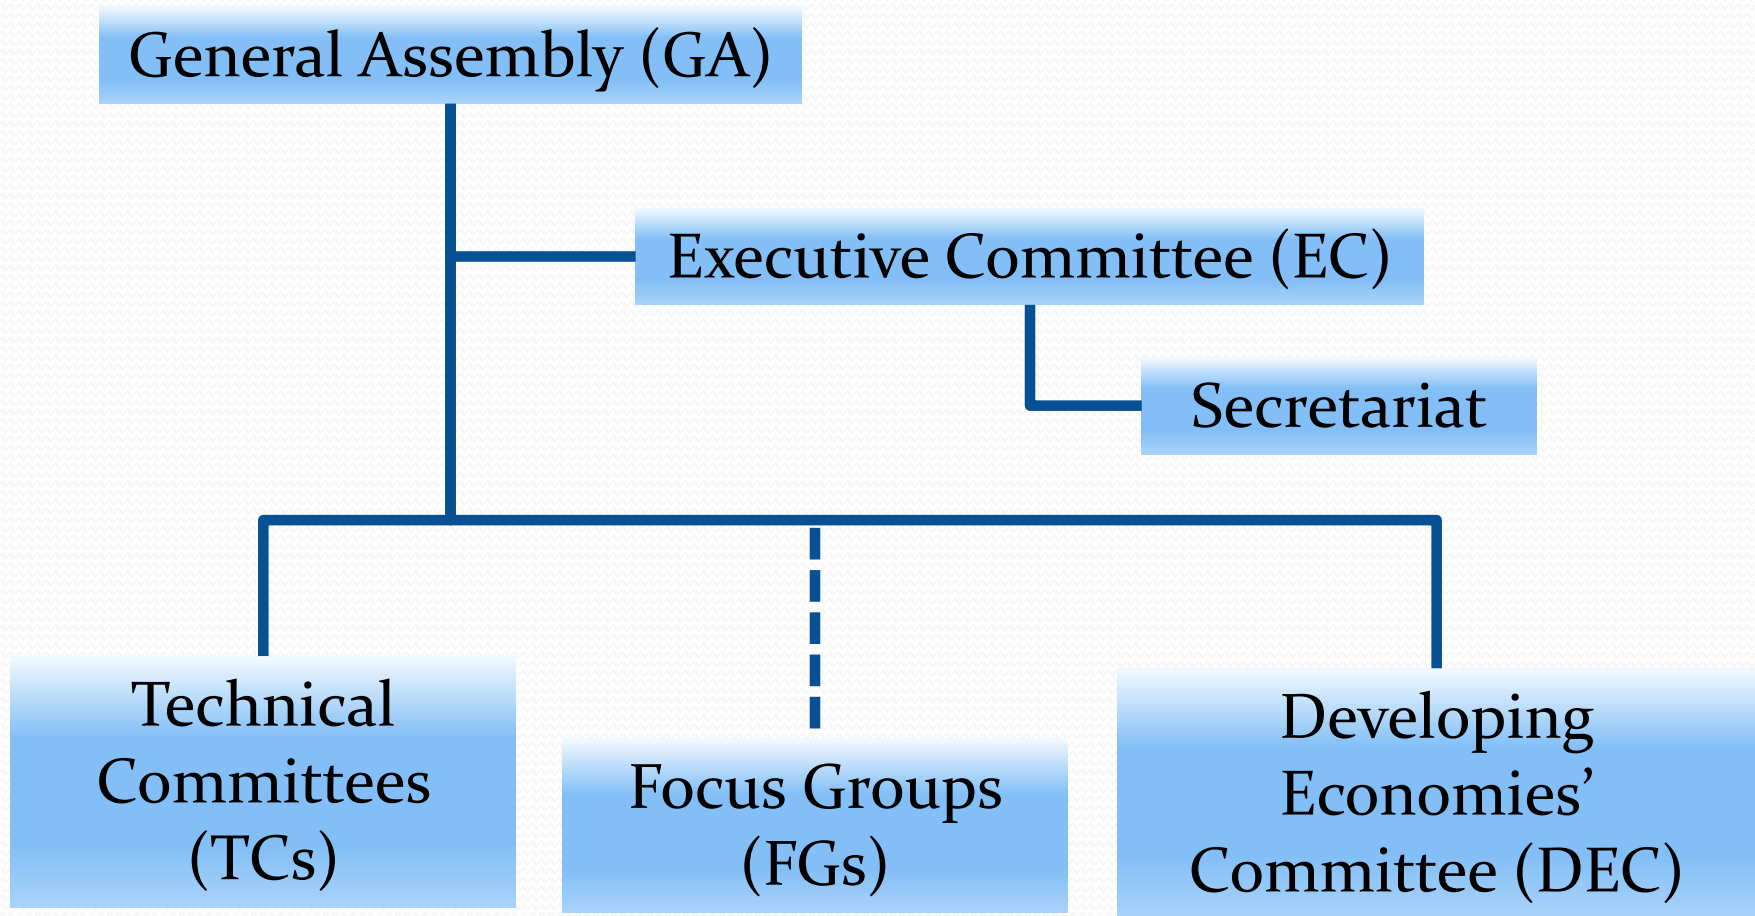 General Assembly (GA)
Executive Committee (EC)
Secretariat
Technical
Committees
(TCs)
Focus Groups
(FGs)
Developing
Economies’
Committee (DEC)